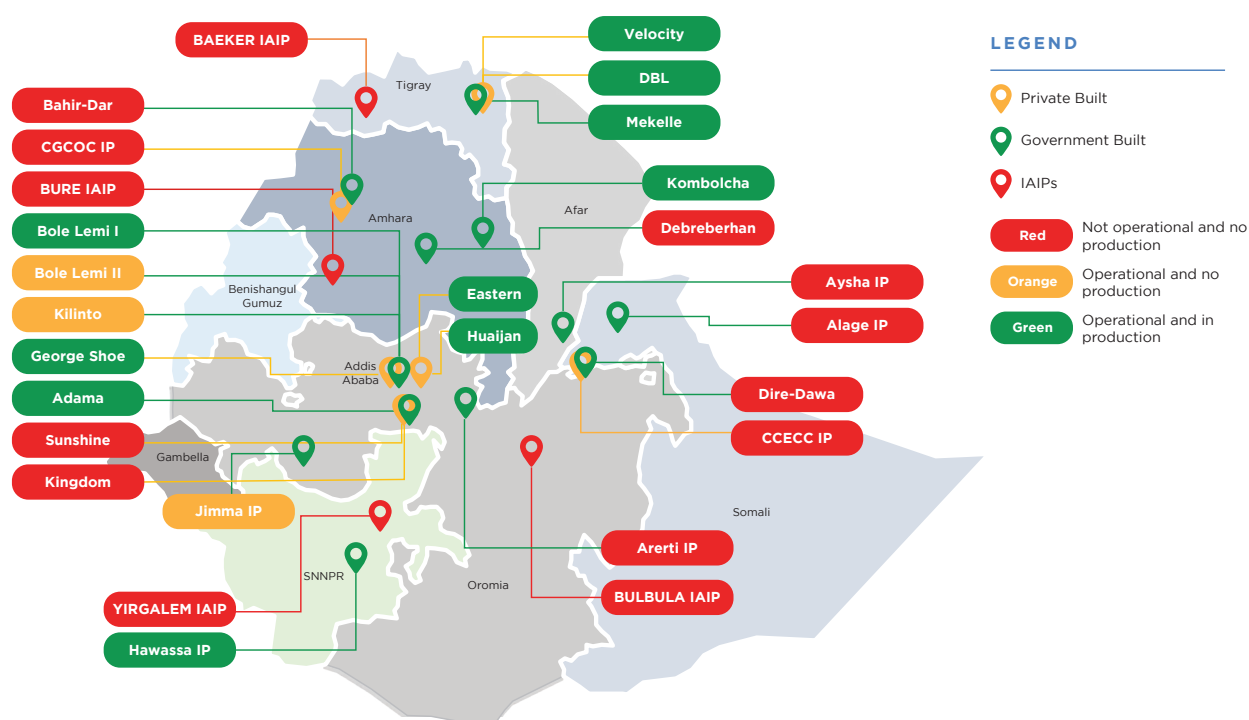 BAEKER IAIP
Bahir-Dar
CGCOC IP
BURE IAIP
Bole Lemi I
Bole Lemi II
Kilinto
George Shoe
Adama
Sunshine
Kingdom
Jimma IP
YIRGALEM IAIP
Hawassa IP
Velocity
DBL
Mekelle
Kombolcha
Debreberhan
Eastern
Huaijan
Aysha IP
Alage IP
Dire-Dawa
CCECC IP
Arerti IP
BULBULA IAIP
Tigray
Amhara
Afar
Benishangul
Gumuz
Addis
Ababa
Gambella
SNNPR
Oromia
Somali
LEGEND
Private Built
Government Built
IAIPs
Red
Not operational and no
production
Orange
Operational and no
production
Green
Operational and in
production